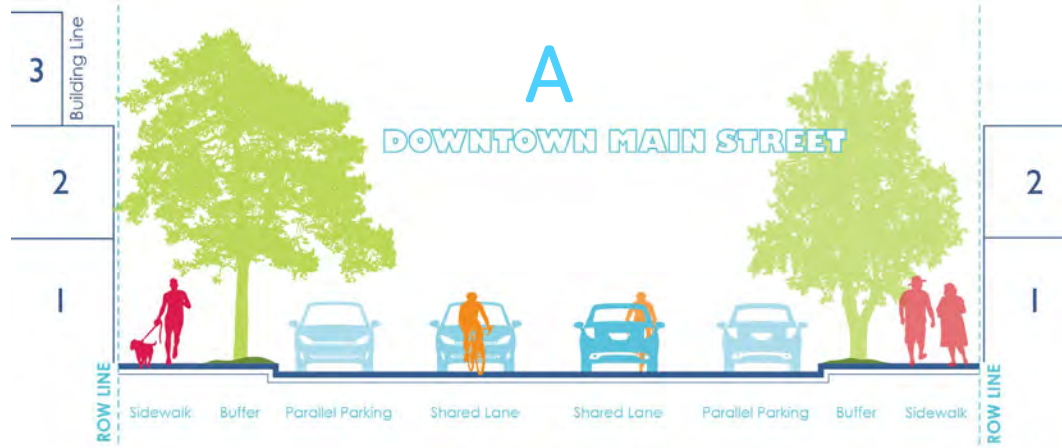 A
DOWNTOWN MAIN STREET
3
Building Line
2
1
2
1
ROW LINE
Sidewalk
Buffer
Parallel Parking
Shared Lane
Shared Lane
Parallel Parking
Buffer
Sidewalk
ROW LINE